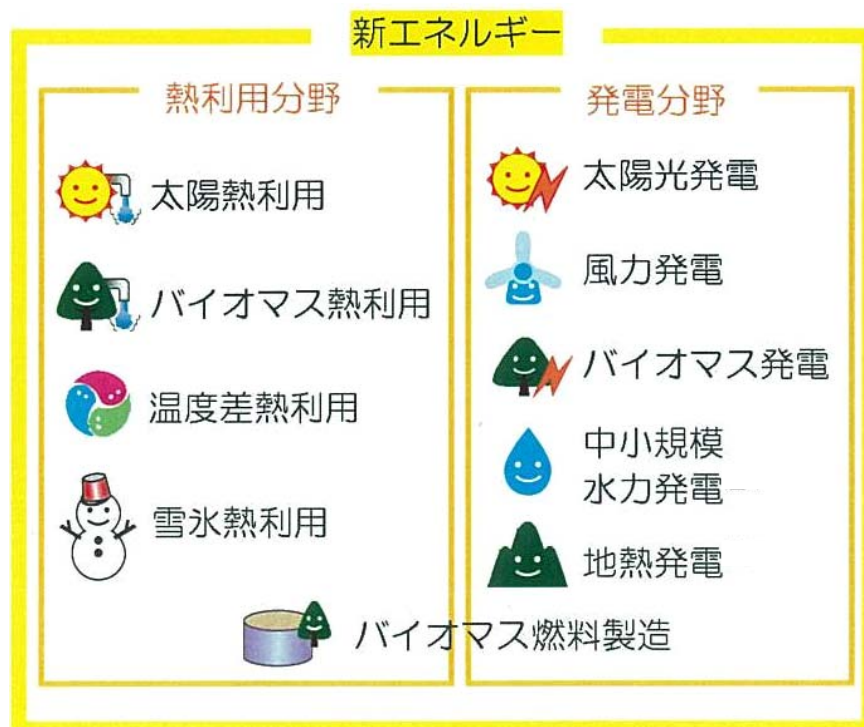 新エネルギー
熱利用分野
太陽熱利用
バイオマス熱利用
温度差熱利用
雪氷熱利用
発電分野
太陽光発電
風力発電
バイオマス発電
中小規模
水力発電
地熱発電
バイオマス燃料製造